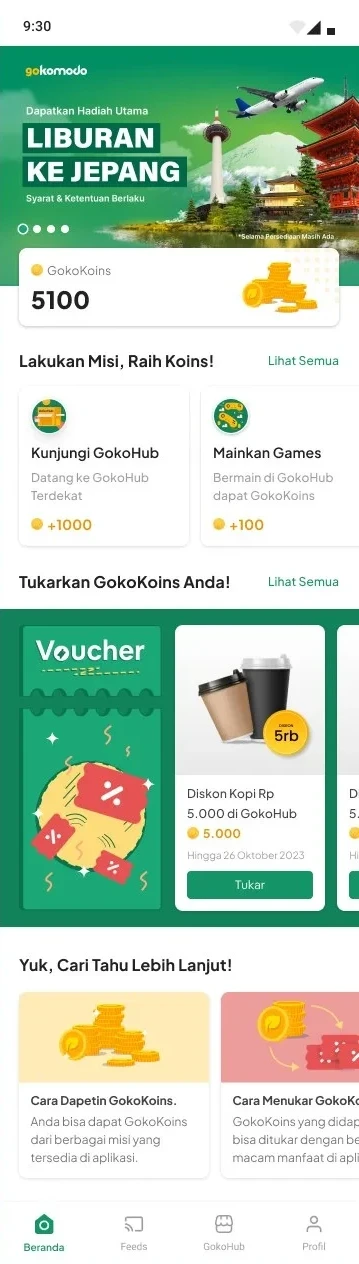 9:30
gokomodo
Dapatkan Hadiah Utama
LIBURAN
KE JEPANG
Syarat & Ketentuan Berlaku
*Selama Persediaan Masih Ada
GokoKoins
5100
Lakukan Misi, Raih Koins!
Lihat Semua
Kunjungi GokoHub
Datang ke GokoHub
Terdekat
+1000
Mainkan Games
Bermain di GokoHub
dapat GokoKoins
+100
Tukarkan GokoKoins Anda!
Lihat Semua
Voucher
DISKON
5rb
Diskon Kopi Rp
5.000 di GokoHub
5.000
Hingga 26 Oktober 2023
Tukar
D
5.
Hi
Yuk, Cari Tahu Lebih Lanjut!
Cara Dapetin GokoKoins.
Anda bisa dapat GokoKoins
dari berbagai misi yang
tersedia di aplikasi.
Cara Menukar GokoKo
GokoKoins yang didap
bisa ditukar dengan be
macam manfaat di apli
Beranda
Feeds
GokoHub
Profil